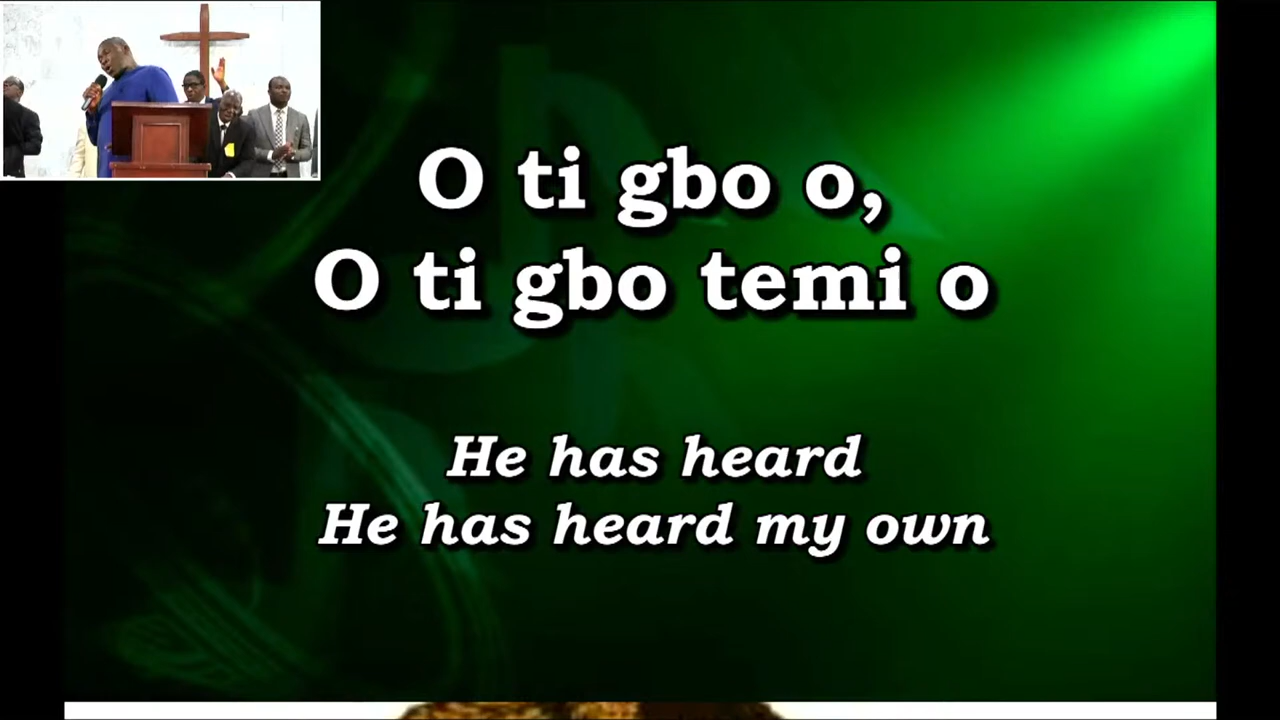 O ti gbo o,
O ti gbo temi o
He has heard
He has heard my own